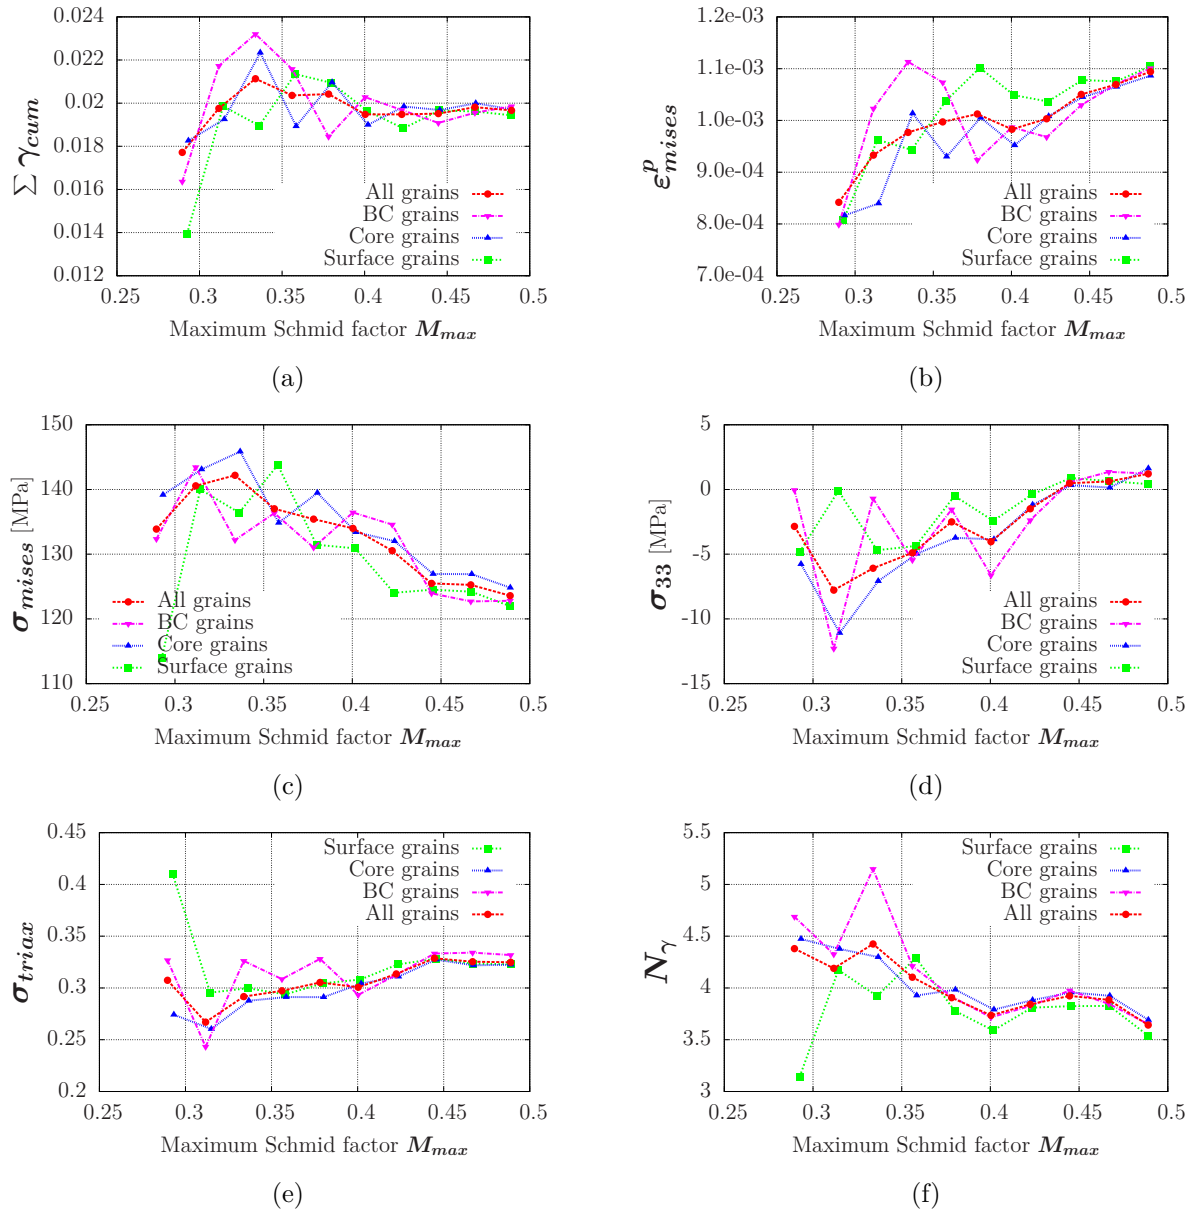 0.024
0.022
0.02
0.018
0.016
0.014
0.012
∑ γcum
All grains
BC grains
Core grains
Surface grains
0.25 0.3 0.35 0.4 0.45 0.5
Maximum Schmid factor Mmax
(a)
1.2e-03
1.1e-03
1.0e-03
9.0e-04
8.0e-04
7.0e-04
εᵖmises
All grains
BC grains
Core grains
Surface grains
0.25 0.3 0.35 0.4 0.45 0.5
Maximum Schmid factor Mmax
(b)
150
140
130
120
110
σmises [MPa]
All grains
BC grains
Core grains
Surface grains
0.25 0.3 0.35 0.4 0.45 0.5
Maximum Schmid factor Mmax
(c)
5
0
-5
-10
-15
σ33 [MPa]
All grains
BC grains
Core grains
Surface grains
0.25 0.3 0.35 0.4 0.45 0.5
Maximum Schmid factor Mmax
(d)
0.45
0.4
0.35
0.3
0.25
0.2
σtriax
Surface grains
Core grains
BC grains
All grains
0.25 0.3 0.35 0.4 0.45 0.5
Maximum Schmid factor Mmax
(e)
5.5
5
4.5
4
3.5
3
Nγ
Surface grains
Core grains
BC grains
All grains
0.25 0.3 0.35 0.4 0.45 0.5
Maximum Schmid factor Mmax
(f)